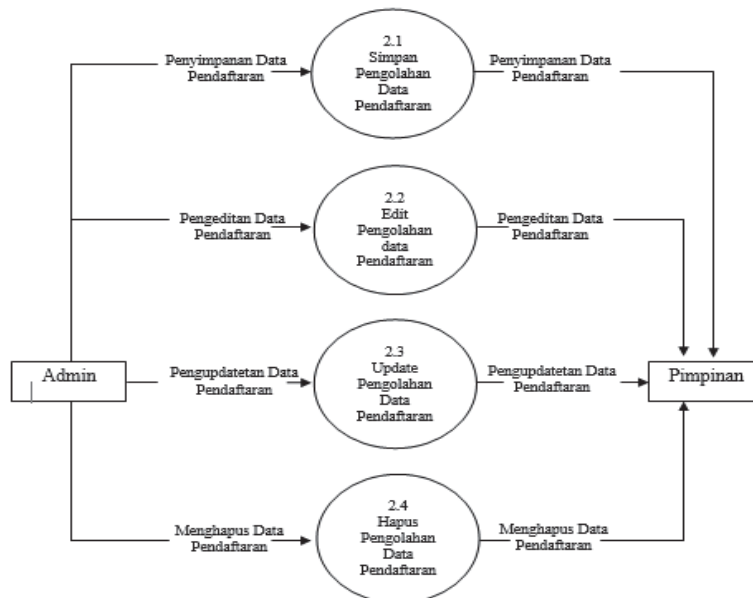 2.1
Simpan
Pengolahan
Data
Pendaftaran
Penyimpanan Data
Pendaftaran
Penyimpanan Data
Pendaftaran
2.2
Edit
Pengolahan
data
Pendaftaran
Pengeditan Data
Pendaftaran
Pengeditan Data
Pendaftaran
Admin
Pengupdatetan Data
Pendaftaran
2.3
Update
Pengolahan
Data
Pendaftaran
Pengupdatetan Data
Pendaftaran
Pimpinan
Menghapus Data
Pendaftaran
2.4
Hapus
Pengolahan
Data
Pendaftaran
Menghapus Data
Pendaftaran